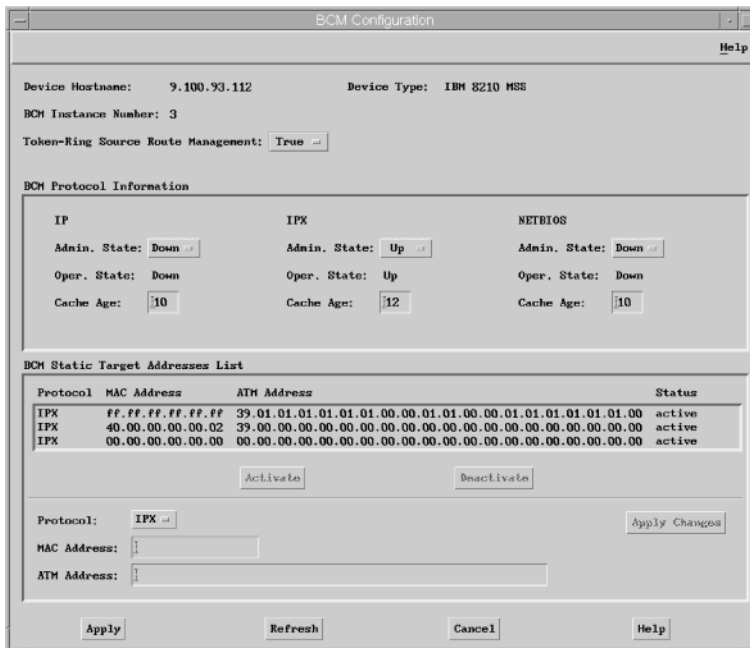 BCM Configuration
Help
Device Hostname: 9.100.93.112 Device Type: IBM 8210 MSS
BCM Instance Number: 3
Token-Ring Source Route Management: True
BCM Protocol Information
IP IPX NETBIOS
Admin. State: Down Admin. State: Up Admin. State: Down
Oper. State: Down Oper. State: Up Oper. State: Down
Cache Age: 10 Cache Age: 12 Cache Age: 10
BCM Static Target Addresses List
Protocol MAC Address ATM Address Status
IPX ff.ff.ff.ff.ff.ff 39.01.01.01.01.01.01.00.00.01.01.00.00.01.01.01.01.01.01.00 active
IPX 40.00.00.00.00.02 39.00.00.00.00.00.00.00.00.00.00.00.00.00.00.00.00.00.00.00 active
IPX 00.00.00.00.00.00 00.00.00.00.00.00.00.00.00.00.00.00.00.00.00.00.00.00.00.00 active
Activate Deactivate
Protocol: IPX Apply Changes
MAC Address:
ATM Address:
Apply Refresh Cancel Help